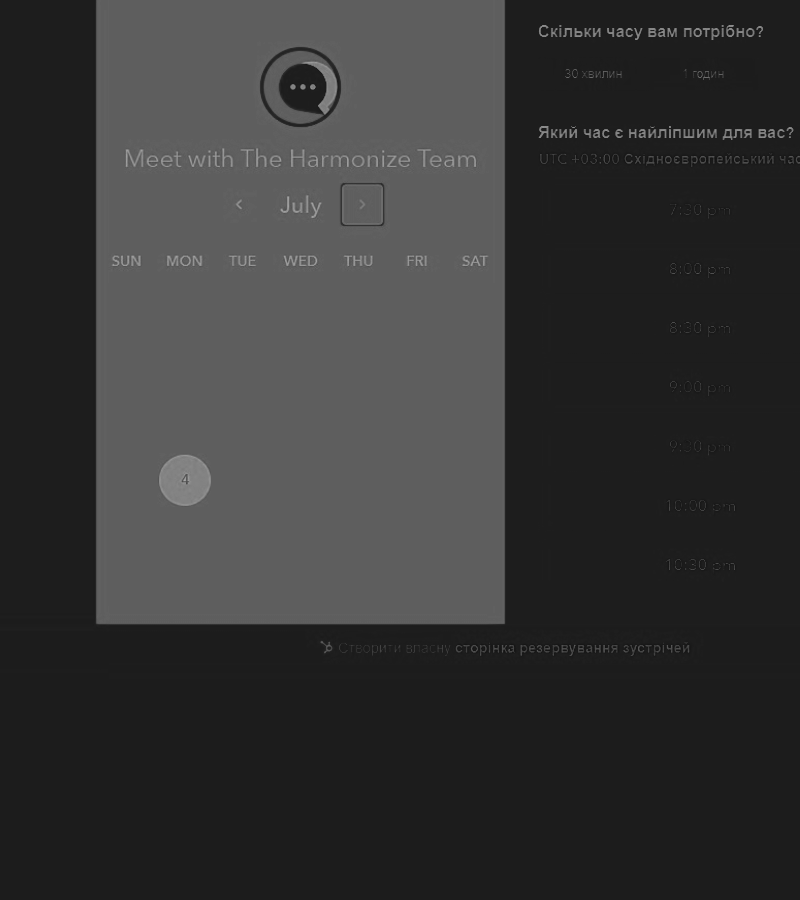 Meet with The Harmonize Team
July
SUN MON TUE WED THU FRI SAT
4
Скільки часу вам потрібно?
30 хвилин 1 годин
Який час є найліпшим для вас?
UTC +03:00 Східноєвропейський час
7:30 pm
8:00 pm
8:30 pm
9:00 pm
9:30 pm
10:00 pm
10:30 pm
Створити власну сторінка резервування зустрічей